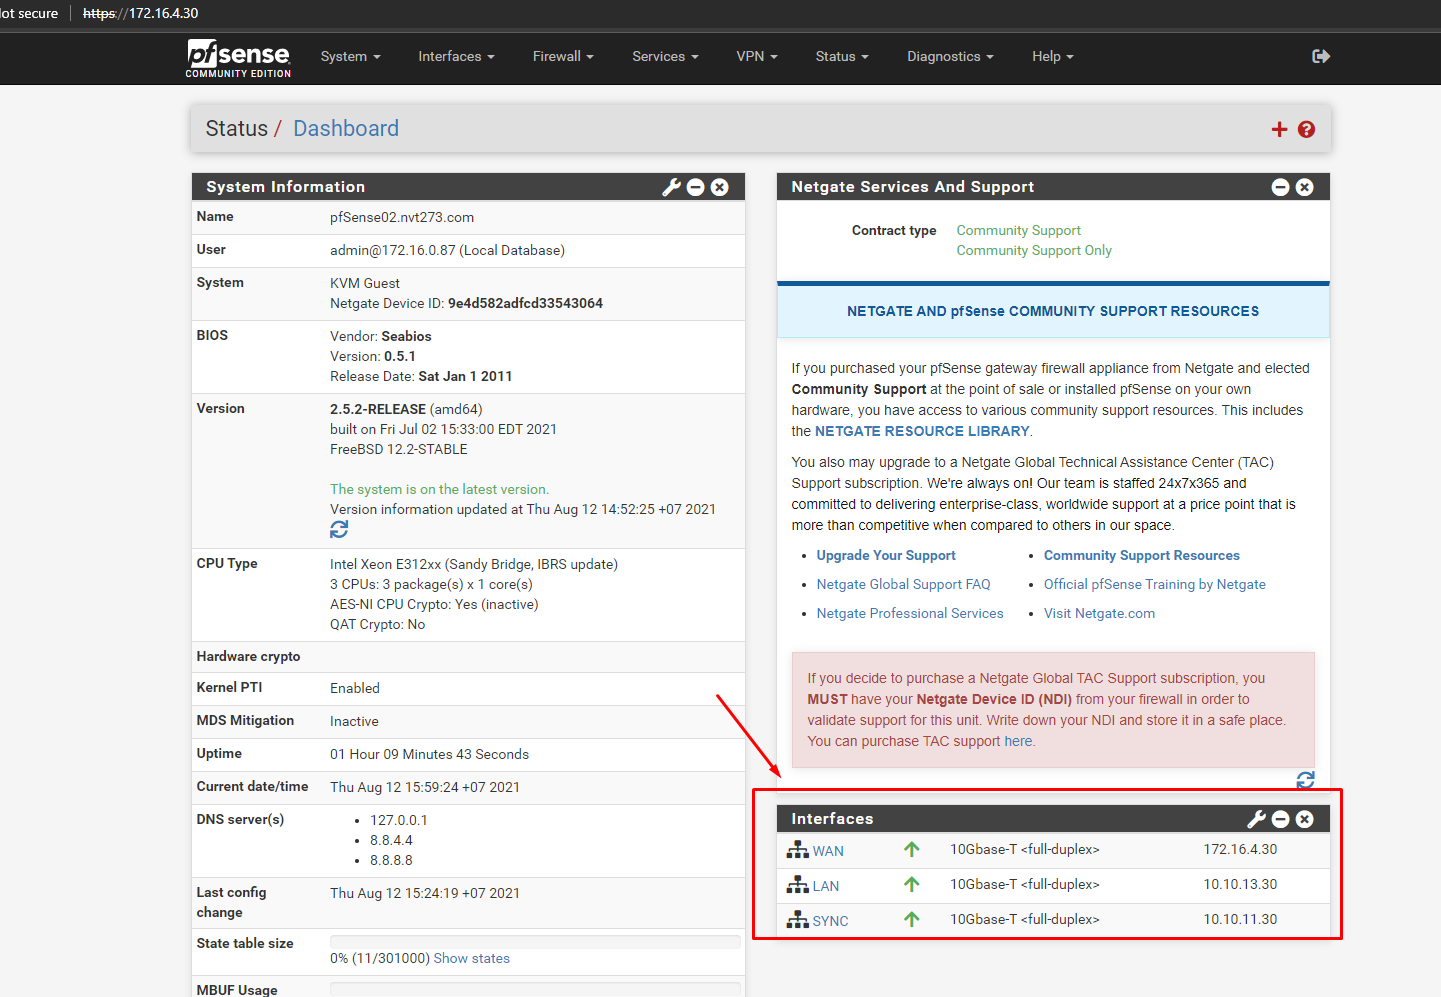 ot secure https://172.16.4.30
pfsense
COMMUNITY EDITION
System Interfaces Firewall Services VPN Status Diagnostics Help
Status / Dashboard
System Information
Name pfSense02.nvt273.com
User admin@172.16.0.87 (Local Database)
System KVM Guest
Netgate Device ID: 9e4d582adfcd33543064
BIOS Vendor: Seabios
Version: 0.5.1
Release Date: Sat Jan 1 2011
Version 2.5.2-RELEASE (amd64)
built on Fri Jul 02 15:33:00 EDT 2021
FreeBSD 12.2-STABLE
The system is on the latest version.
Version information updated at Thu Aug 12 14:52:25 +07 2021
CPU Type Intel Xeon E312xx (Sandy Bridge, IBRS update)
3 CPUs: 3 package(s) x 1 core(s)
AES-NI CPU Crypto: Yes (inactive)
QAT Crypto: No
Hardware crypto
Kernel PTI Enabled
MDS Mitigation Inactive
Uptime 01 Hour 09 Minutes 43 Seconds
Current date/time Thu Aug 12 15:59:24 +07 2021
DNS server(s)
• 127.0.0.1
• 8.8.4.4
• 8.8.8.8
Last config Thu Aug 12 15:24:19 +07 2021
change
State table size
0% (11/301000) Show states
MBUF Usage
Netgate Services And Support
Contract type Community Support
Community Support Only
NETGATE AND pfSense COMMUNITY SUPPORT RESOURCES
If you purchased your pfSense gateway firewall appliance from Netgate and elected
Community Support at the point of sale or installed pfSense on your own
hardware, you have access to various community support resources. This includes
the NETGATE RESOURCE LIBRARY.
You also may upgrade to a Netgate Global Technical Assistance Center (TAC)
Support subscription. We're always on! Our team is staffed 24x7x365 and
committed to delivering enterprise-class, worldwide support at a price point that is
more than competitive when compared to others in our space.
• Upgrade Your Support • Community Support Resources
• Netgate Global Support FAQ • Official pfSense Training by Netgate
• Netgate Professional Services • Visit Netgate.com
If you decide to purchase a Netgate Global TAC Support subscription, you
MUST have your Netgate Device ID (NDI) from your firewall in order to
validate support for this unit. Write down your NDI and store it in a safe place.
You can purchase TAC support here.
Interfaces
WAN 10Gbase-T <full-duplex> 172.16.4.30
LAN 10Gbase-T <full-duplex> 10.10.13.30
SYNC 10Gbase-T <full-duplex> 10.10.11.30